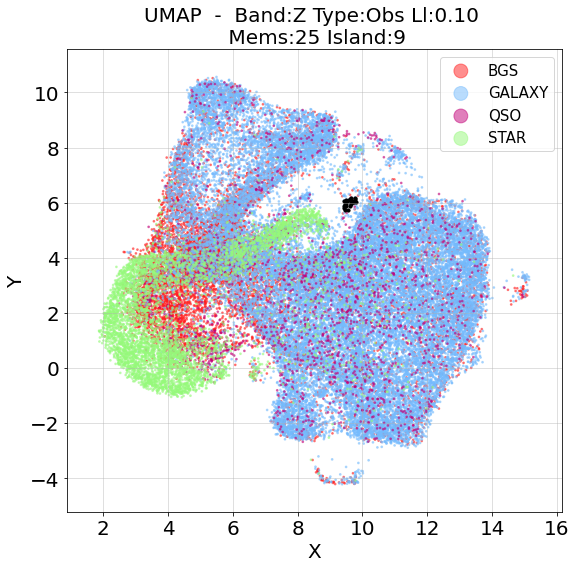 UMAP - Band:Z Type:Obs Ll:0.10
Mems:25 Island:9
BGS
GALAXY
QSO
STAR
Y
10
8
6
4
2
0
−2
−4
2 4 6 8 10 12 14 16
X